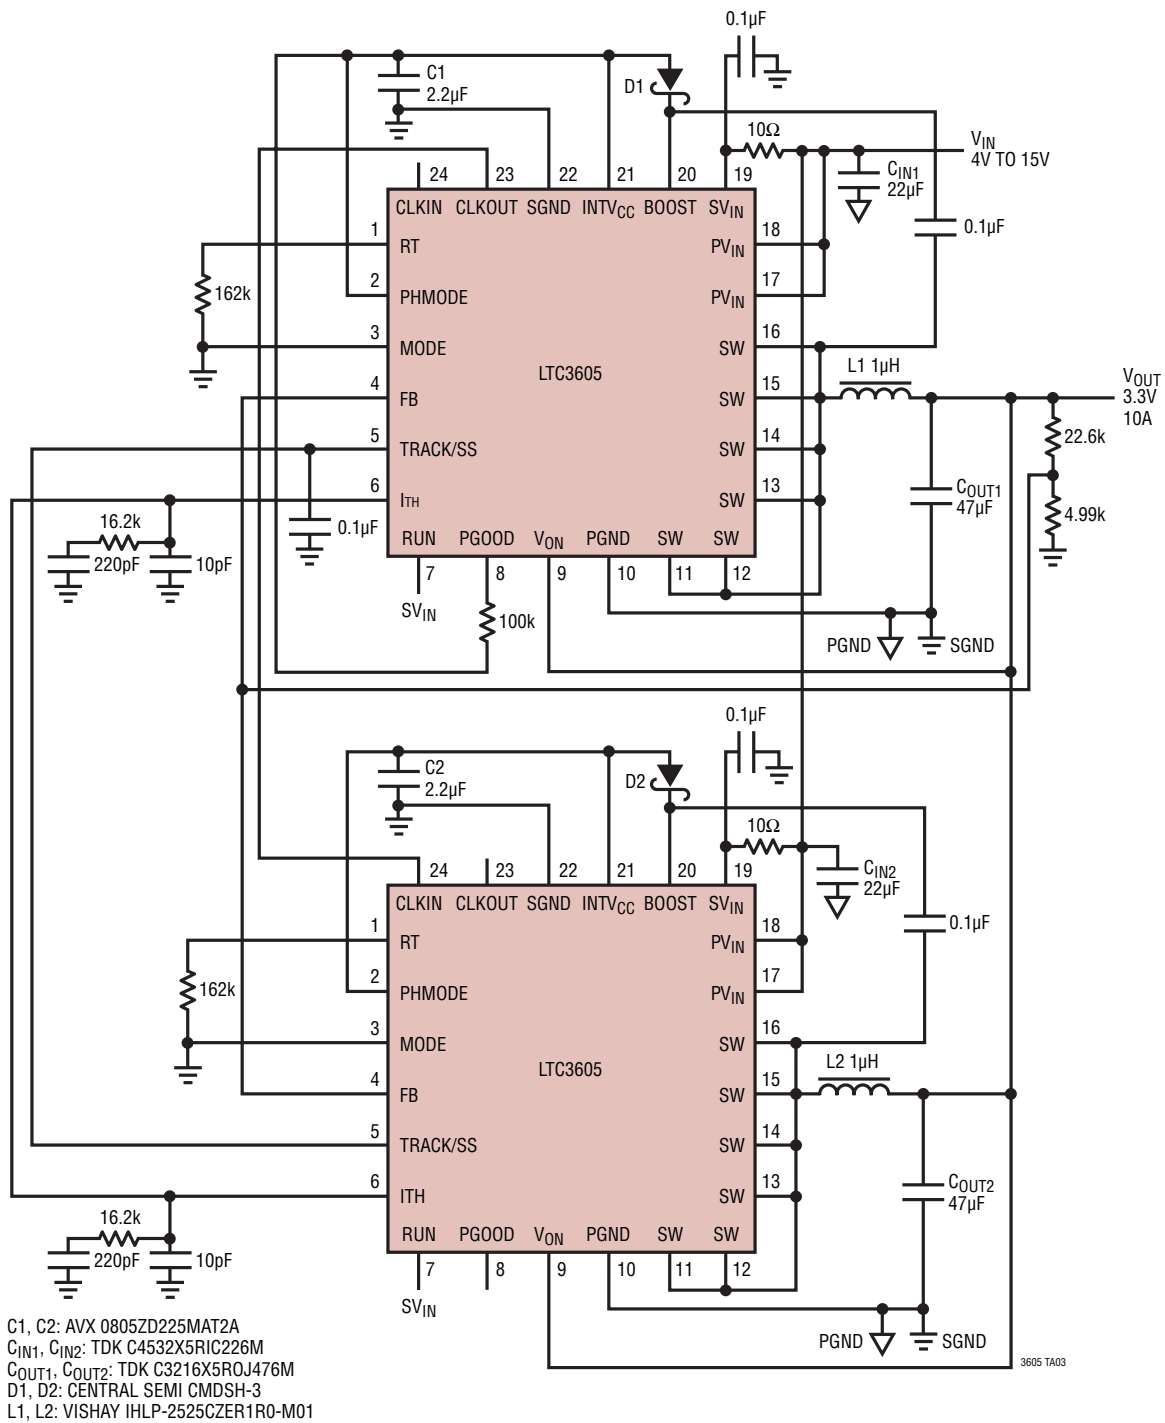 0.1µF
C1
2.2µF
D1
10Ω
VIN
4V TO 15V
CIN1
22µF
0.1µF
24 23 22 21 20 19
CLKIN CLKOUT SGND INTVCC BOOST SVIN
1 RT PVIN 18
162k
2 PHMODE PVIN 17
3 MODE SW 16
LTC3605
L1 1µH
VOUT
3.3V
10A
4 FB SW 15
22.6k
5 TRACK/SS SW 14
6 ITH SW 13
COUT1
47µF
4.99k
16.2k
220pF 10pF
0.1µF
RUN PGOOD VON PGND SW SW
7 8 9 10 11 12
SVIN
100k
PGND SGND
0.1µF
C2
2.2µF
D2
10Ω
CIN2
22µF
0.1µF
24 23 22 21 20 19
CLKIN CLKOUT SGND INTVCC BOOST SVIN
1 RT PVIN 18
162k
2 PHMODE PVIN 17
3 MODE SW 16
LTC3605
L2 1µH
4 FB SW 15
5 TRACK/SS SW 14
6 ITH SW 13
COUT2
47µF
16.2k
220pF 10pF
RUN PGOOD VON PGND SW SW
7 8 9 10 11 12
SVIN
PGND SGND
3605 TA03
C1, C2: AVX 0805ZD225MAT2A
CIN1, CIN2: TDK C4532X5RIC226M
COUT1, COUT2: TDK C3216X5ROJ476M
D1, D2: CENTRAL SEMI CMDSH-3
L1, L2: VISHAY IHLP-2525CZER1R0-M01